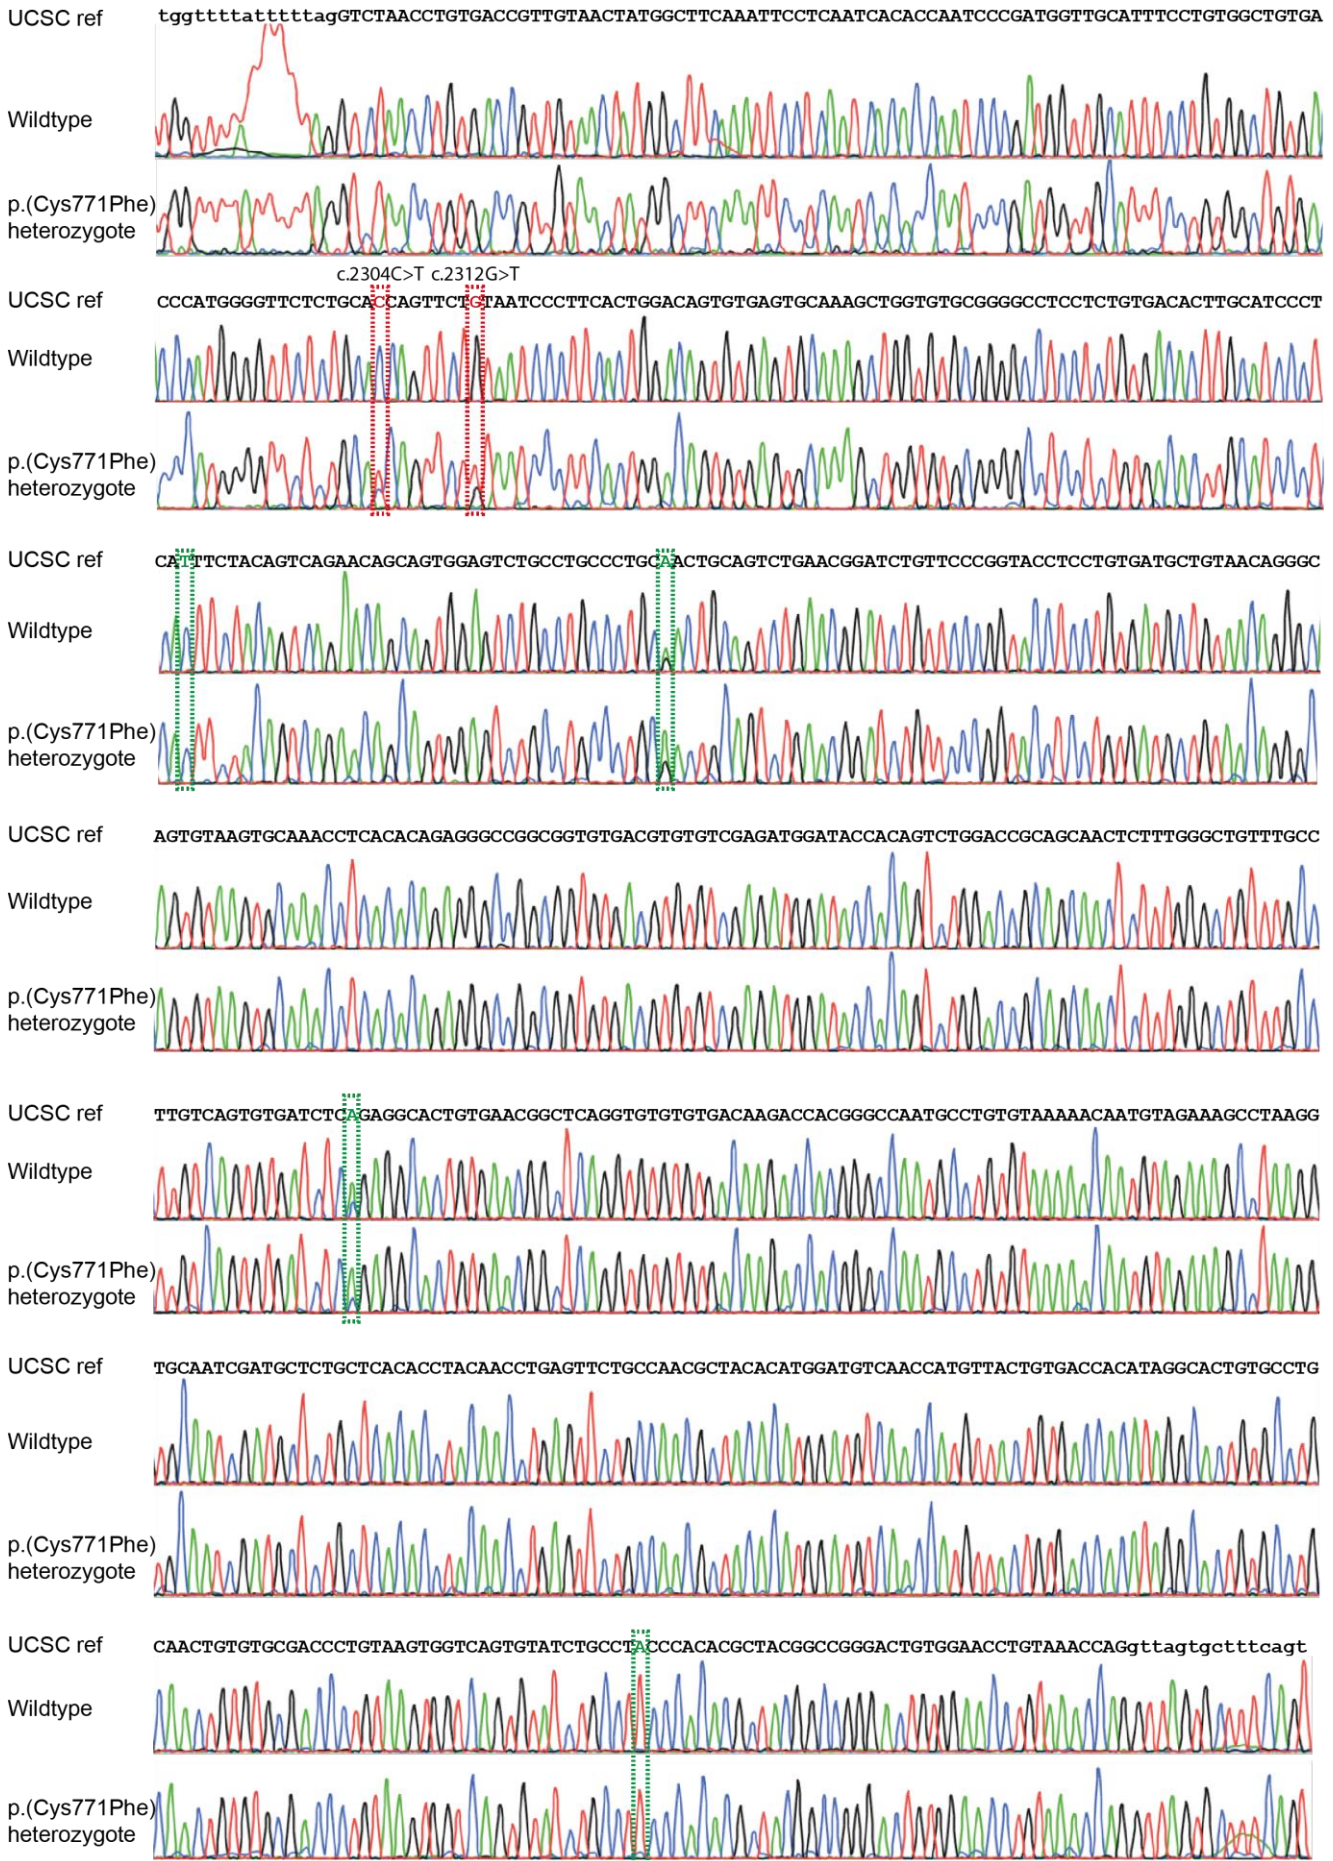 UCSC ref tggttttatttttagGTCTAACCTGTGACCGTTGTAACTATGGCTTCAAATTCCTCAATCACACCAATCCCGATGGTTGCATTTCCTGTGGCTGTGA
Wildtype
p.(Cys771Phe)
heterozygote
c.2304C>T c.2312G>T
UCSC ref CCCATGGGGTTCTCTGCACCCAGTTCTGTAATCCCTTCACTGGACAGTGTGAGTGCAAAGCTGGTGTGCGGGGCCTCCTCTGTGACACTTGCATCCCT
Wildtype
p.(Cys771Phe)
heterozygote
UCSC ref CATTTCTACAGTCAGAACAGCAGTGGAGTCTGCCTGCCCTGCAACTGCAGTCTGAACGGATCTGTTCCCGGTACCTCCTGTGATGCTGTAACAGGGC
Wildtype
p.(Cys771Phe)
heterozygote
UCSC ref AGTGTAAGTGCAAACCTCACACAGAGGGCCGGCGGTGTGACGTGTGTCGAGATGGATACCACAGTCTGGACCGCAGCAACTCTTTGGGCTGTTTGCC
Wildtype
p.(Cys771Phe)
heterozygote
UCSC ref TTGTCAGTGTGATCTCAGAGGCACTGTGAACGGCTCAGGTGTGTGTGACAAGACCACGGGCCAATGCCTGTGTAAAAACAATGTAGAAAGCCTAAGG
Wildtype
p.(Cys771Phe)
heterozygote
UCSC ref TGCAATCGATGCTCTGCTCACACCTACAACCTGAGTTCTGCCAACGCTACACATGGATGTCAACCATGTTACTGTGACCACATAGGCACTGTGCCTG
Wildtype
p.(Cys771Phe)
heterozygote
UCSC ref CAACTGTGTGCGACCCTGTAAGTGGTCAGTGTATCTGCCTACCCACACGCTACGGCCGGGACTGTGGAACCTGTAAACCAGgttagtgctttcagt
Wildtype
p.(Cys771Phe)
heterozygote